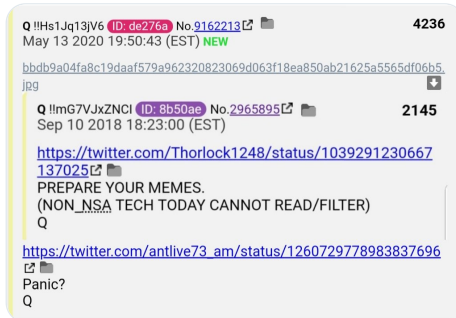 Q !!Hs1Jq13jV6 ID: de276a No.9162213 4236
May 13 2020 19:50:43 (EST) NEW
bbdb9a04fa8c19daaf579a962320823069d063f18ea850ab21625a5565df06b5.
jpg
Q !!mG7VJxZNCI ID: 8b50ae No.2965895 2145
Sep 10 2018 18:23:00 (EST)
https://twitter.com/Thorlock1248/status/1039291230667
137025
PREPARE YOUR MEMES.
(NON_NSA TECH TODAY CANNOT READ/FILTER)
Q
https://twitter.com/antlive73_am/status/1260729778983837696
Panic?
Q